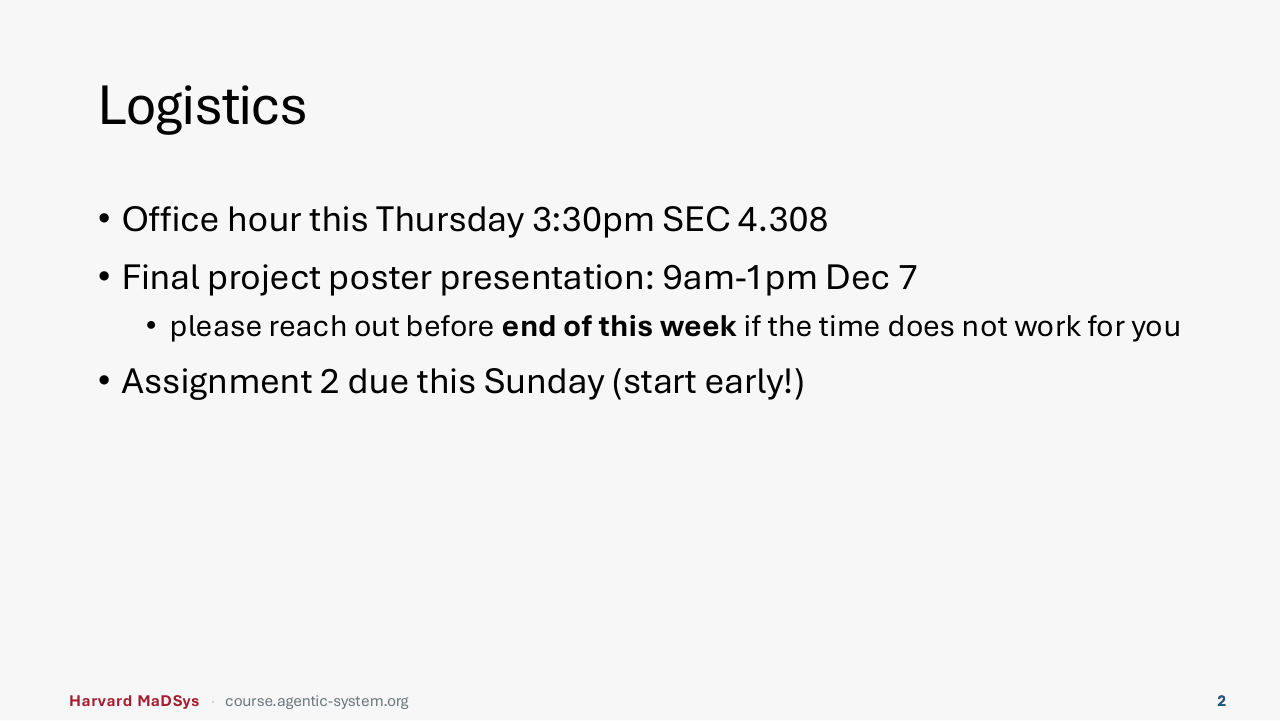 Logistics
• Office hour this Thursday 3:30pm SEC 4.308
• Final project poster presentation: 9am-1pm Dec 7
• please reach out before end of this week if the time does not work for you
• Assignment 2 due this Sunday (start early!)
Harvard MaDSys · course.agentic-system.org 2